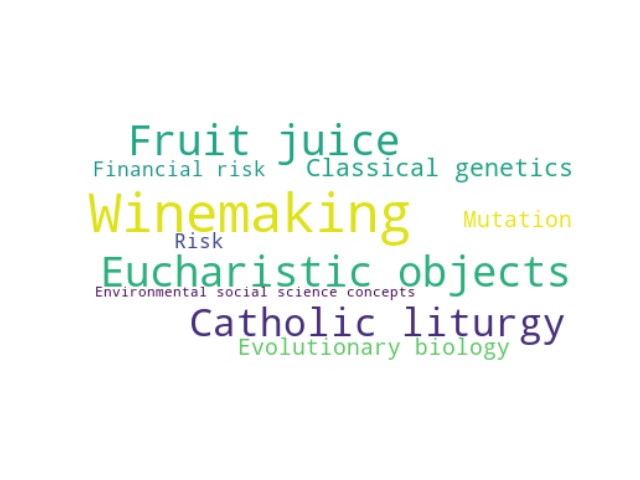 Fruit juice
Financial risk Classical genetics
Winemaking
Mutation
Risk
Eucharistic objects
Environmental social science concepts
Catholic liturgy
Evolutionary biology